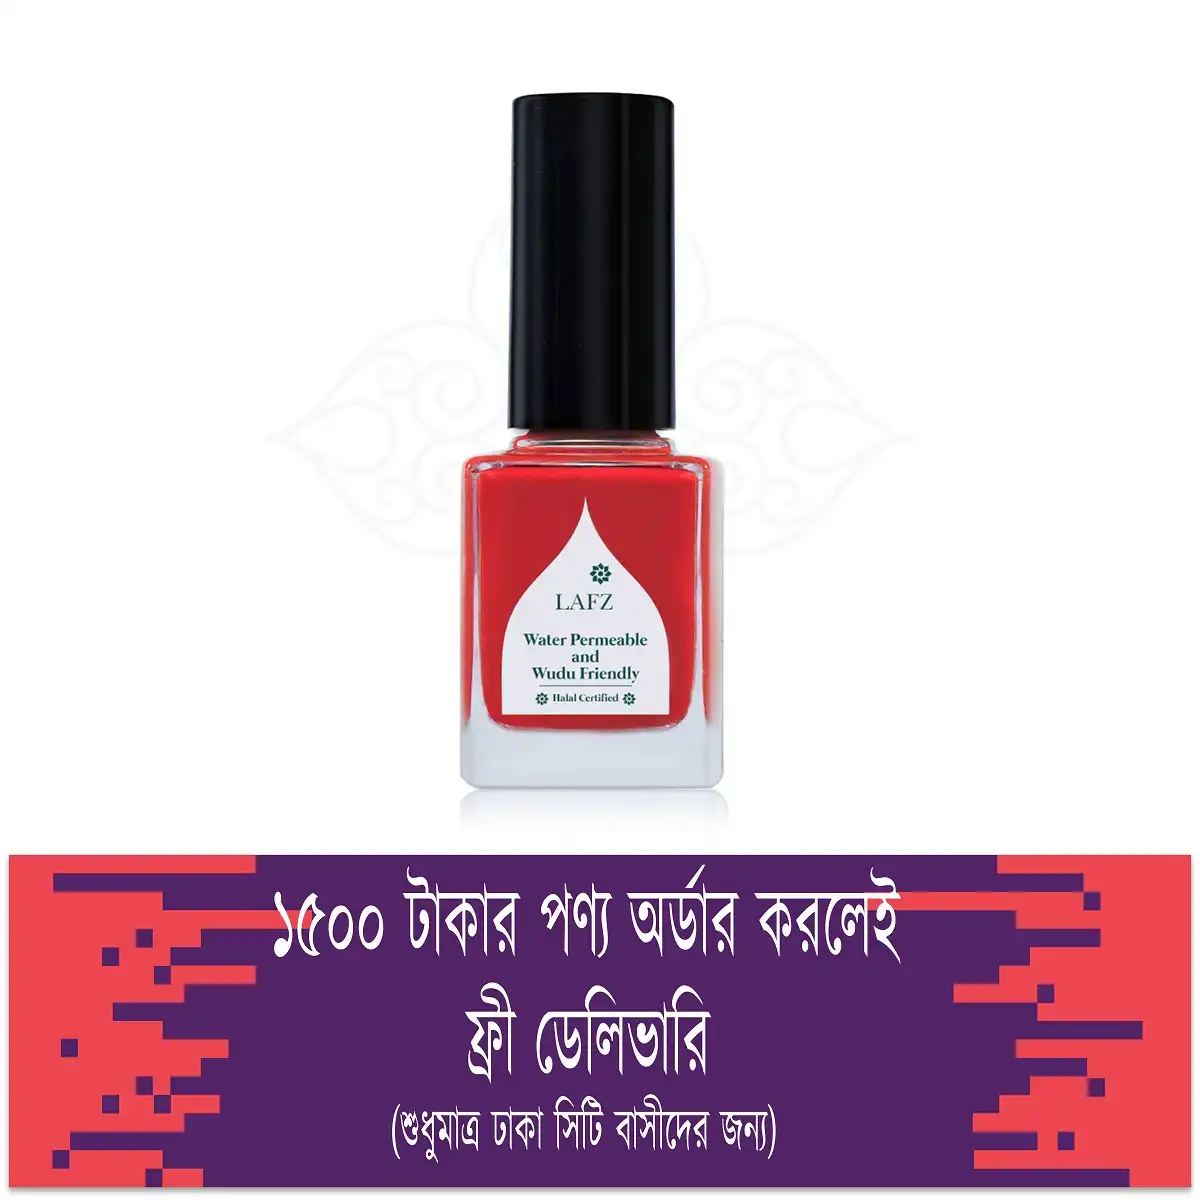 LAFZ
Water Permeable
and
Wudu Friendly
Halal Certified
১৫০০ টাকার পণ্য অর্ডার করলেই
ফ্রী ডেলিভারি
(শুধুমাত্র ঢাকা সিটি বাসীদের জন্য)